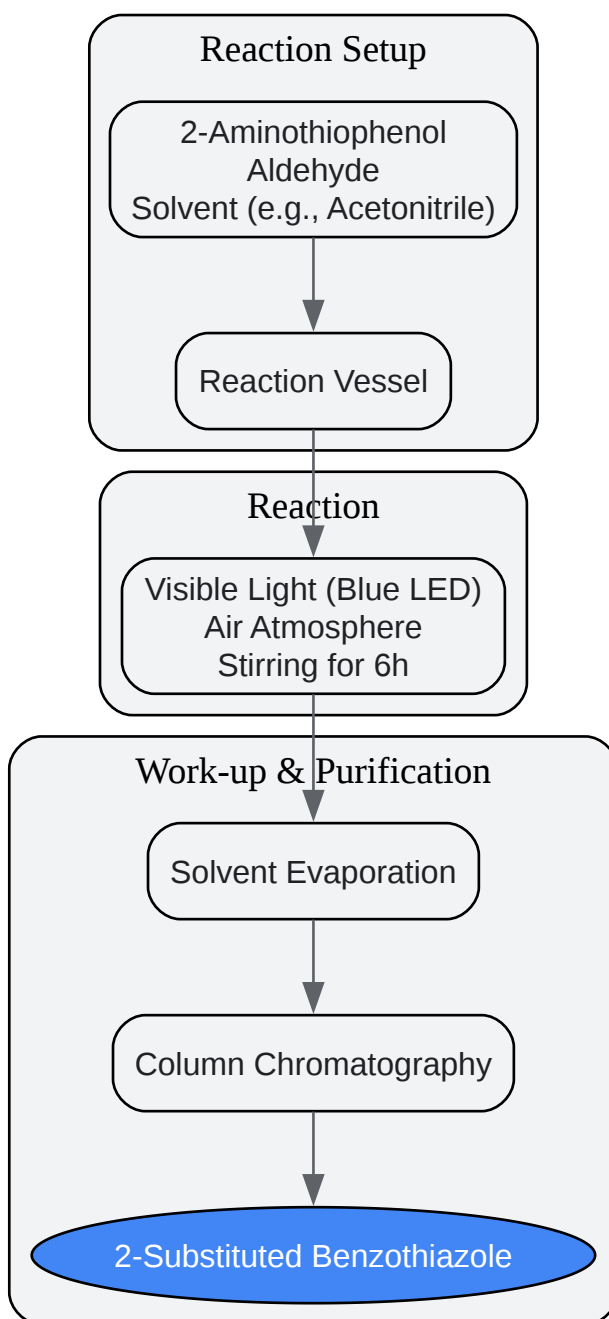 Reaction Setup
2-Aminothiophenol
Aldehyde
Solvent (e.g., Acetonitrile)
Reaction Vessel
Reaction
Visible Light (Blue LED)
Air Atmosphere
Stirring for 6h
Work-up & Purification
Solvent Evaporation
Column Chromatography
2-Substituted Benzothiazole